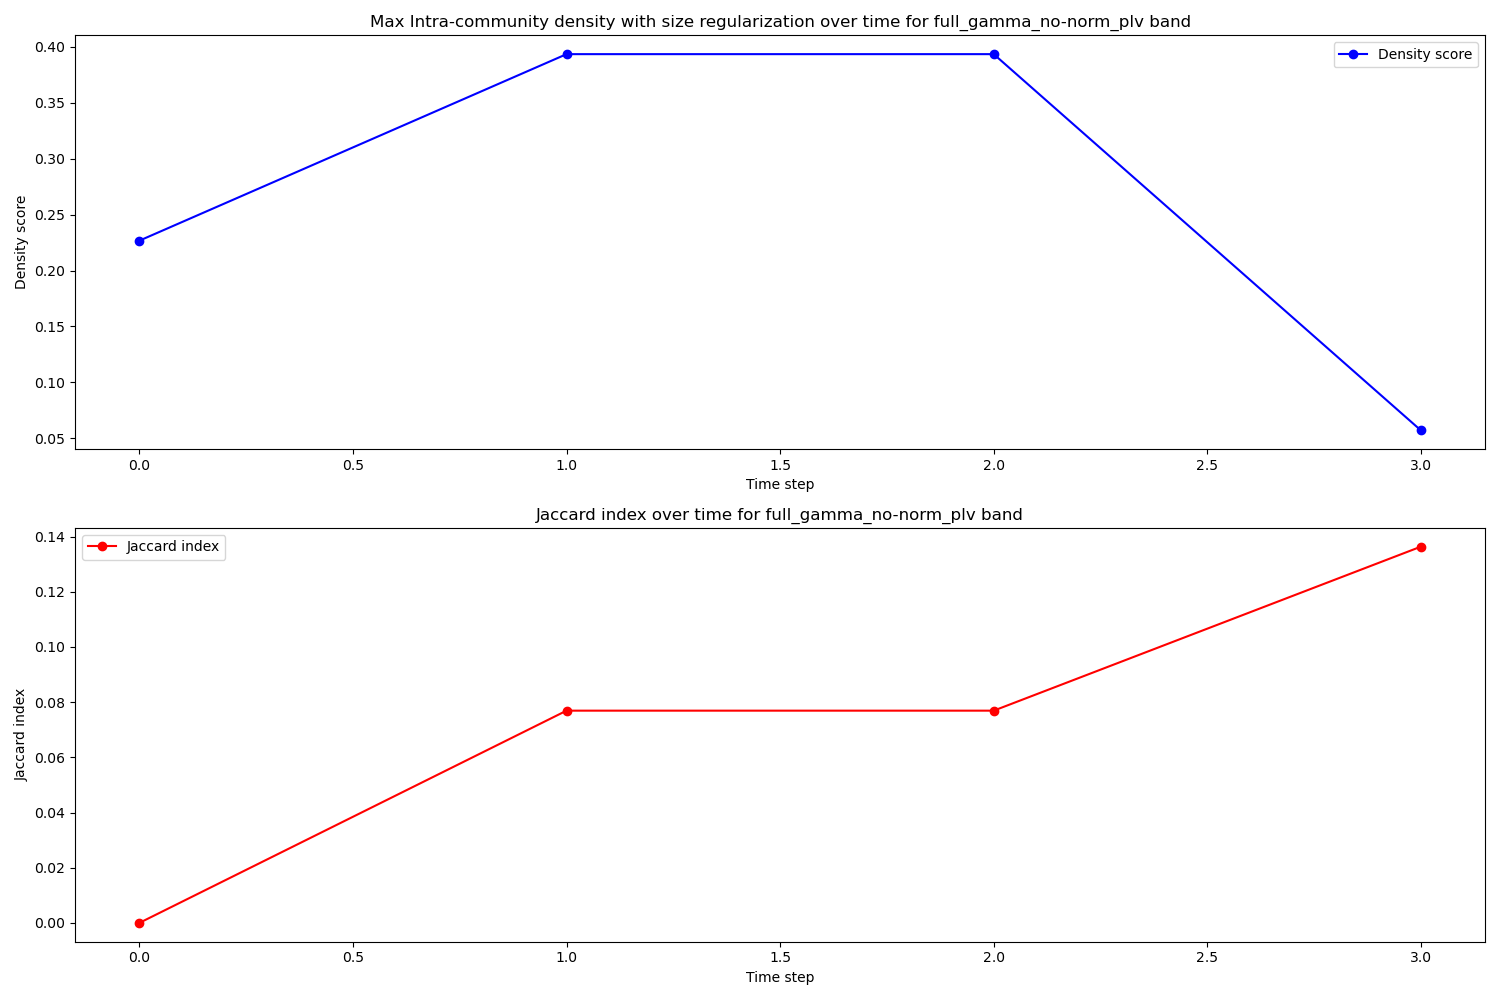 Max Intra-community density with size regularization over time for full_gamma_no-norm_plv band
0.40
0.35
0.30
0.25
0.20
0.15
0.10
0.05
Density score
Density score
0.0 0.5 1.0 1.5 2.0 2.5 3.0
Time step
Jaccard index over time for full_gamma_no-norm_plv band
0.14
0.12
0.10
0.08
0.06
0.04
0.02
0.00
Jaccard index
Jaccard index
0.0 0.5 1.0 1.5 2.0 2.5 3.0
Time step